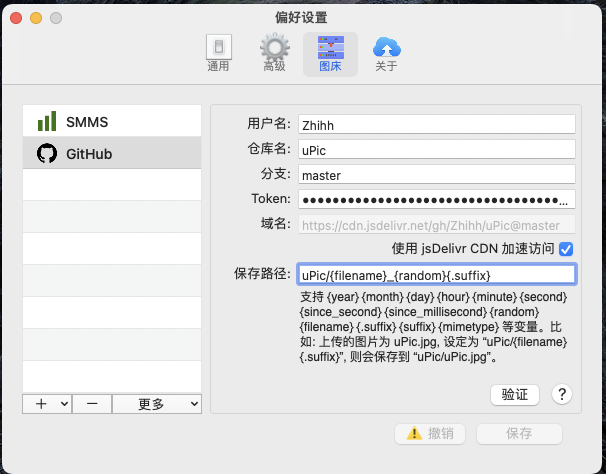 偏好设置
通用
高级
图床
关于
SMMS
GitHub
用户名: Zhihh
仓库名: uPic
分支: master
Token: ●●●●●●●●●●●●●●●●●●●●●●●●●●●●●●●●●●●...
域名: https://cdn.jsdelivr.net/gh/Zhihh/uPic@master
使用 jsDelivr CDN 加速访问
保存路径: uPic/{filename}_{random}{.suffix}
支持 {year} {month} {day} {hour} {minute} {second}
{since_second} {since_millisecond} {random}
{filename} {.suffix} {suffix} {mimetype} 等变量。比
如: 上传的图片为 uPic.jpg, 设定为 “uPic/{filename}
{.suffix}”, 则会保存到 “uPic/uPic.jpg”。
验证
?
更多
撤销
保存